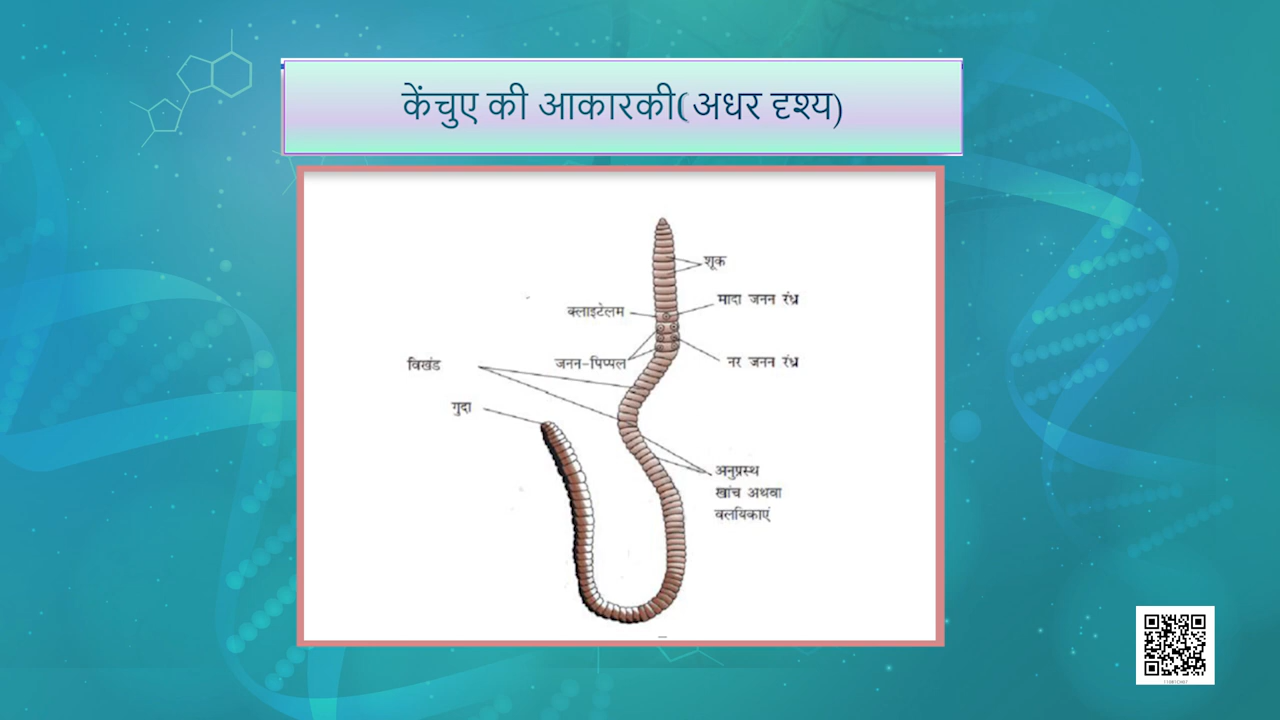 केंचुए की आकारकी(अधर दृश्य)
शूक
मादा जनन रंध्र
क्लाइटेलम
जनन-पिप्पल
नर जनन रंध्र
विखंड
गुदा
अनुप्रस्थ
खांच अथवा
वलयिकाएं